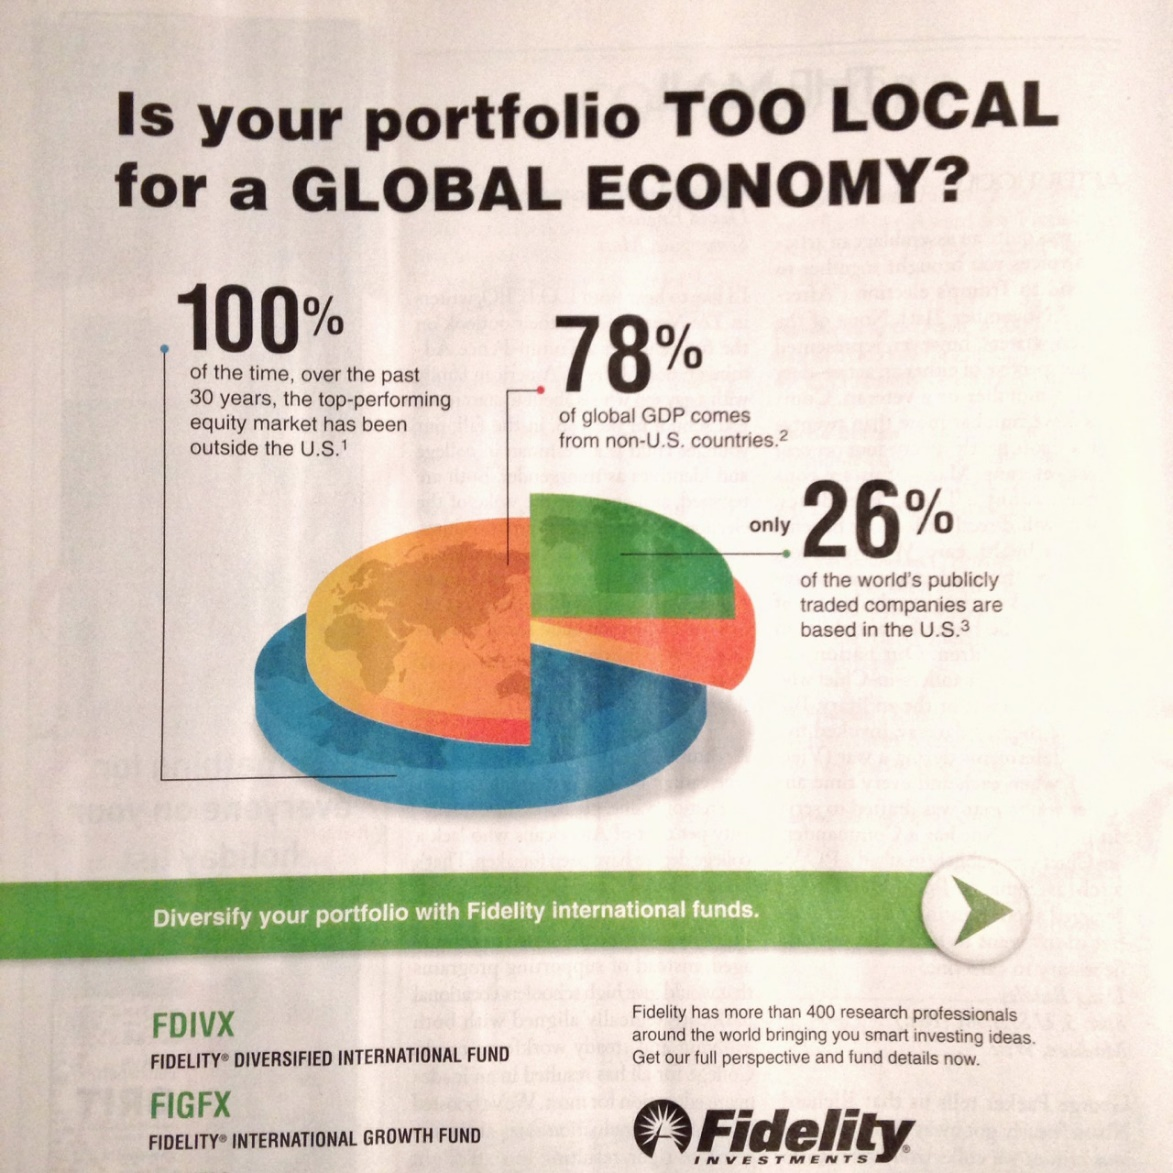 Is your portfolio TOO LOCAL
for a GLOBAL ECONOMY?
100%
of the time, over the past
30 years, the top-performing
equity market has been
outside the U.S.¹
78%
of global GDP comes
from non-U.S. countries.²
only 26%
of the world's publicly
traded companies are
based in the U.S.³
Diversify your portfolio with Fidelity international funds.
FDIVX
FIDELITY® DIVERSIFIED INTERNATIONAL FUND
FIGFX
FIDELITY® INTERNATIONAL GROWTH FUND
Fidelity has more than 400 research professionals
around the world bringing you smart investing ideas.
Get our full perspective and fund details now.
Fidelity®
INVESTMENTS